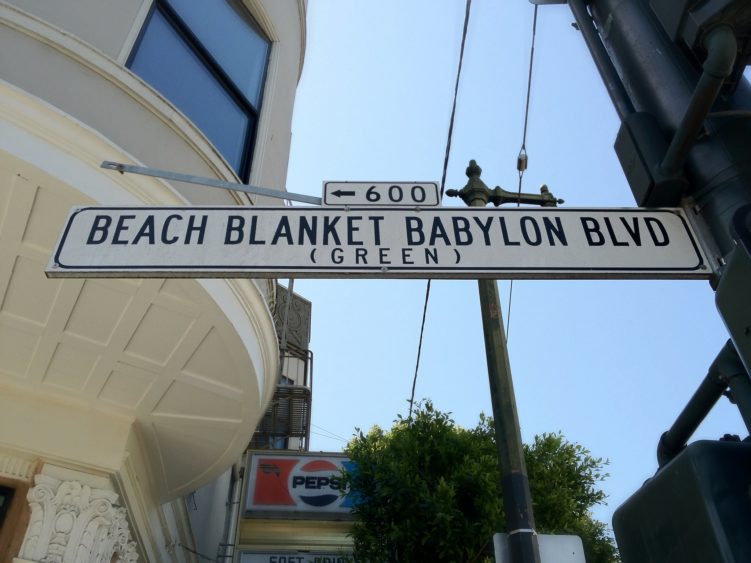 ← 600
BEACH BLANKET BABYLON BLVD
(GREEN)
PEPSI